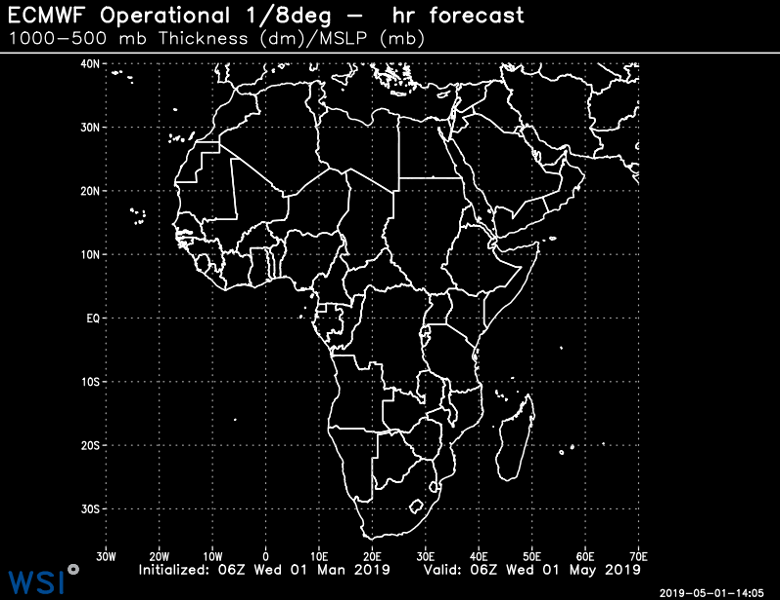 ECMWF Operational 1/8deg –  hr forecast
1000–500 mb Thickness (dm)/MSLP (mb)
40N
30N
20N
10N
EQ
10S
20S
30S
30W 20W 10W 0 10E 20E 30E 40E 50E 60E 70E
Initialized: 06Z Wed 01 Man 2019 Valid: 06Z Wed 01 May 2019
WSI
2019-05-01-14:05